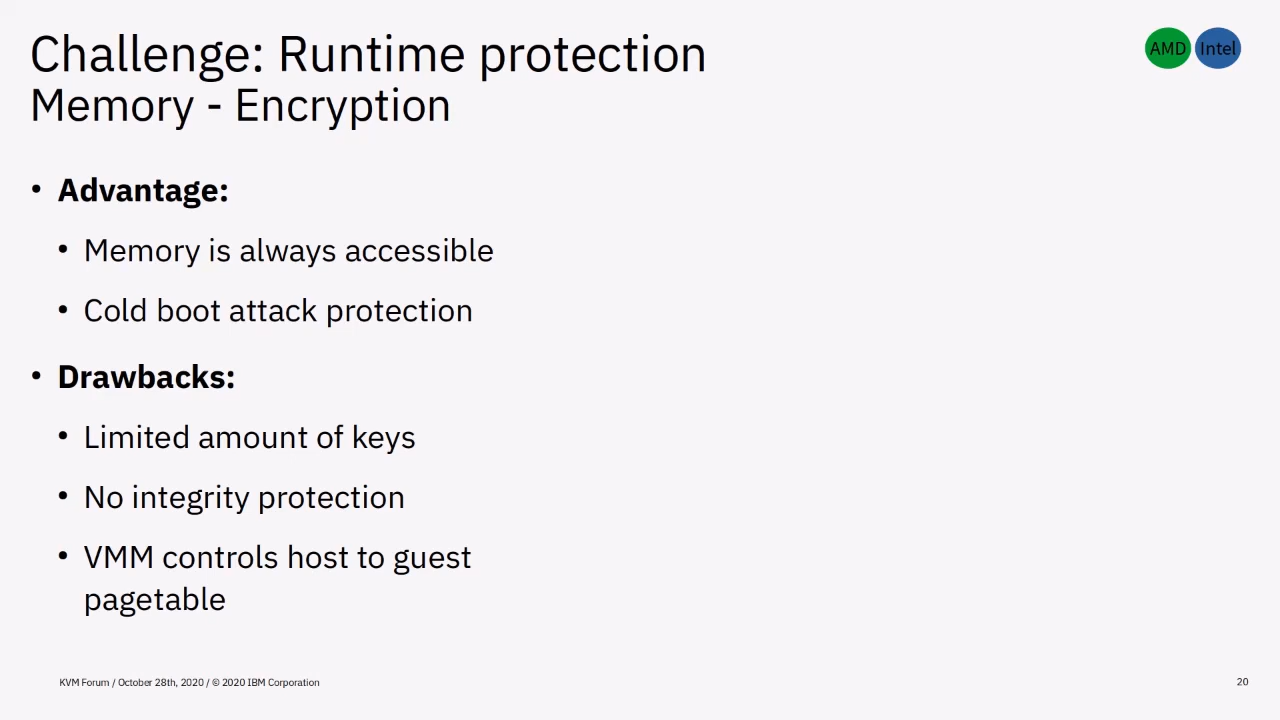 Challenge: Runtime protection
Memory - Encryption
AMD Intel
• Advantage:
• Memory is always accessible
• Cold boot attack protection
• Drawbacks:
• Limited amount of keys
• No integrity protection
• VMM controls host to guest
pagetable
KVM Forum / October 28th, 2020 / © 2020 IBM Corporation
20